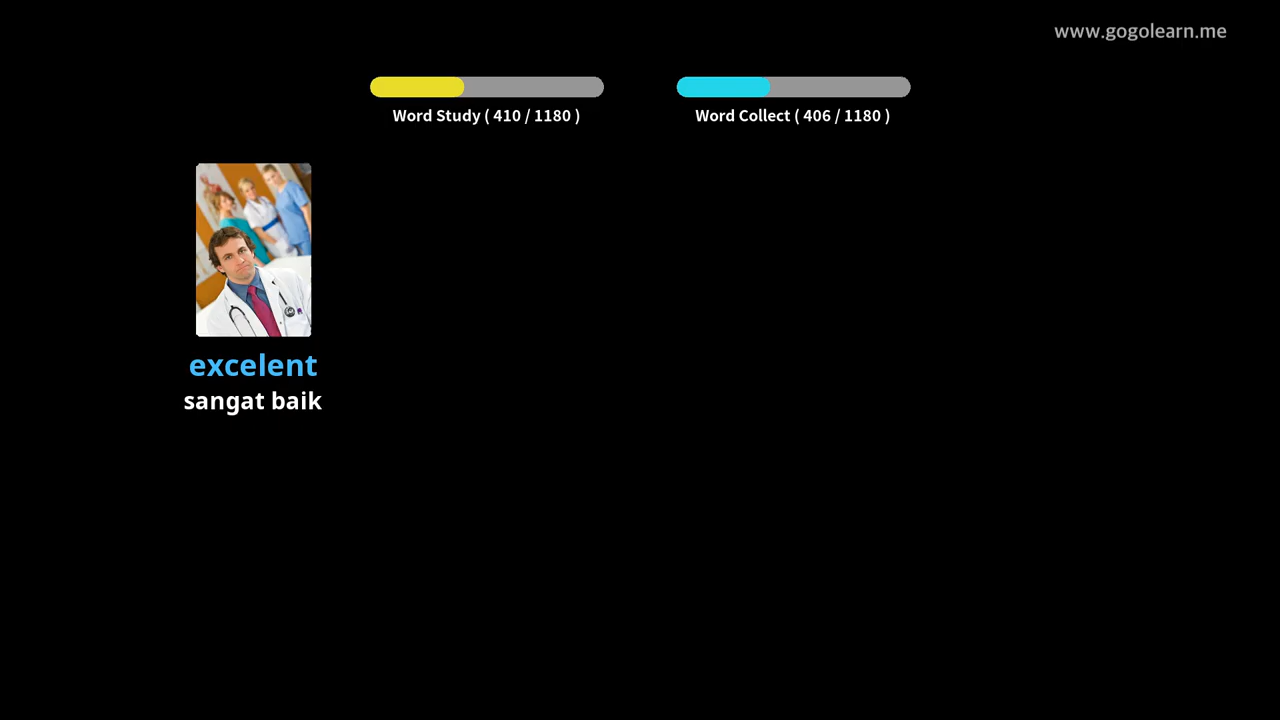 www.gogolearn.me
Word Study ( 410 / 1180 )
Word Collect ( 406 / 1180 )
excelent
sangat baik